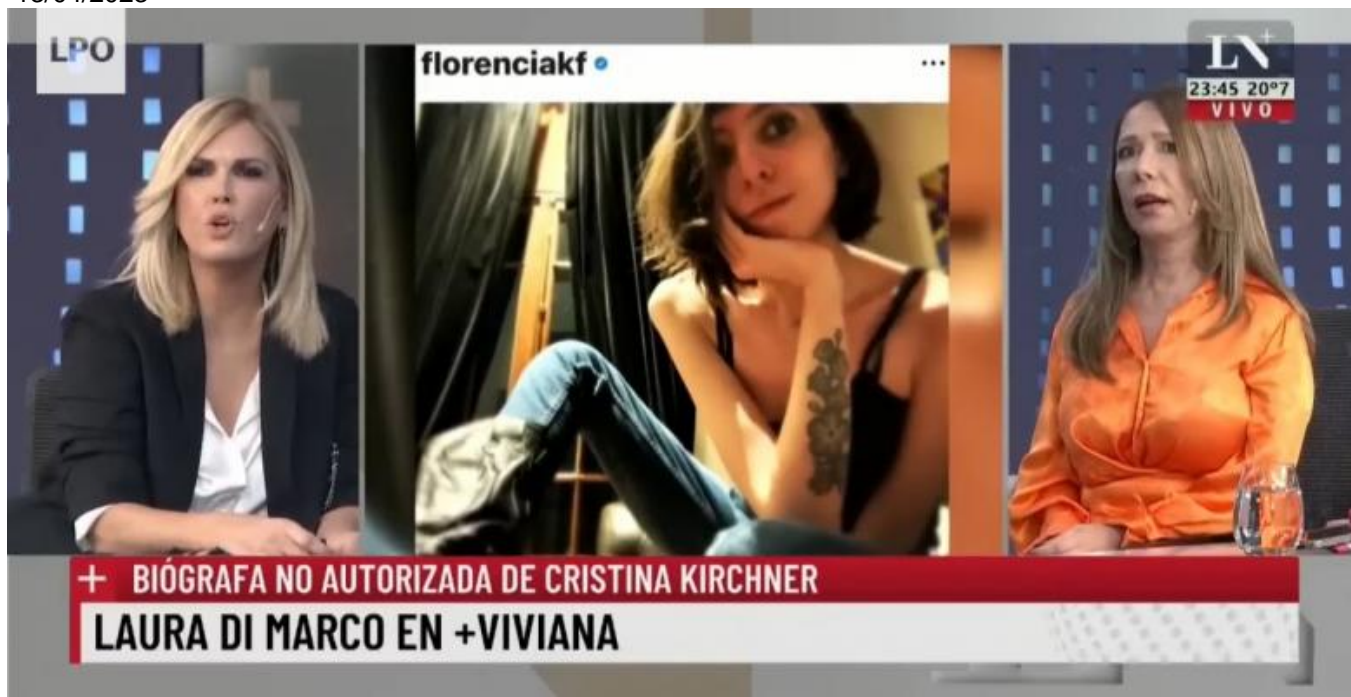 LPO
florenciakf
...
LN+
23:45 20°7
VIVO
+ BIÓGRAFA NO AUTORIZADA DE CRISTINA KIRCHNER
LAURA DI MARCO EN +VIVIANA